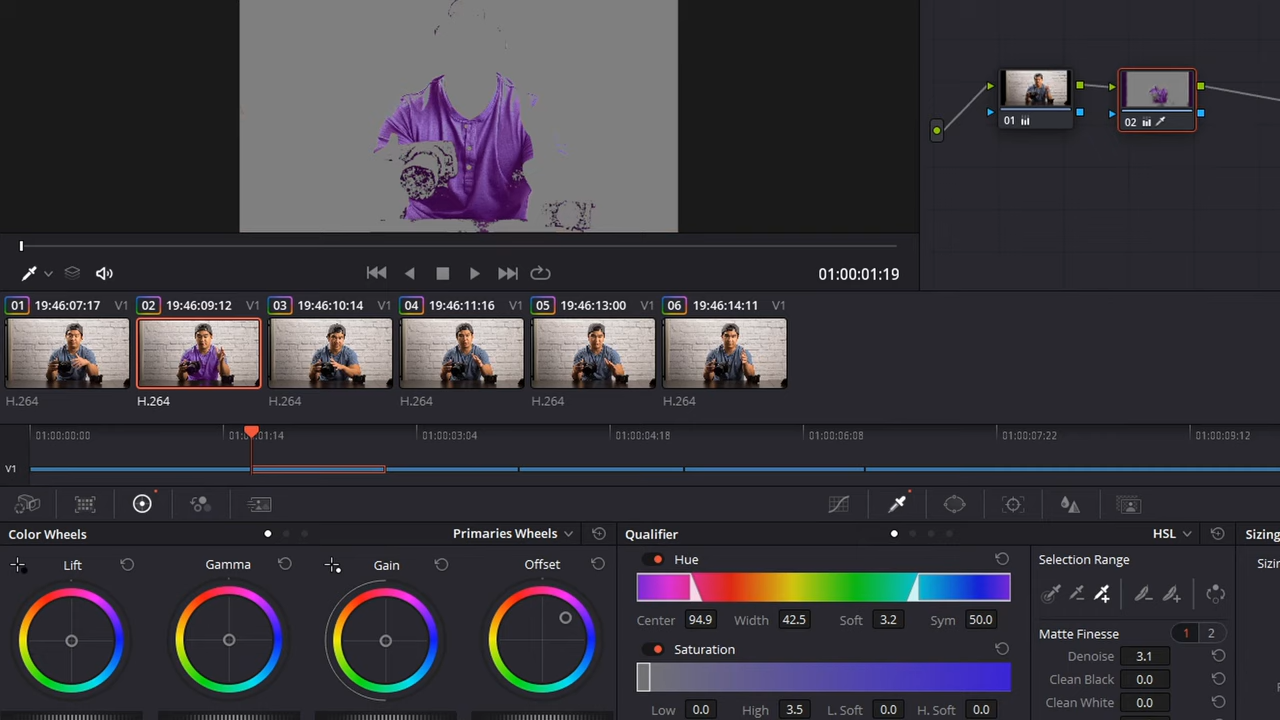 01
02
01:00:01:19
01 19:46:07:17 V1 02 19:46:09:12 V1 03 19:46:10:14 V1 04 19:46:11:16 V1 05 19:46:13:00 V1 06 19:46:14:11 V1
H.264 H.264 H.264 H.264 H.264 H.264
01:00:00:00 01:00:01:14 01:00:03:04 01:00:04:18 01:00:06:08 01:00:07:22 01:00:09:12
V1
Color Wheels Primaries Wheels Qualifier HSL Sizing
Lift Gamma Gain Offset Hue Selection Range
Center 94.9 Width 42.5 Soft 3.2 Sym 50.0
Matte Finesse 1 2
Saturation Denoise 3.1
Clean Black 0.0
Low 0.0 High 3.5 L. Soft 0.0 H. Soft 0.0 Clean White 0.0